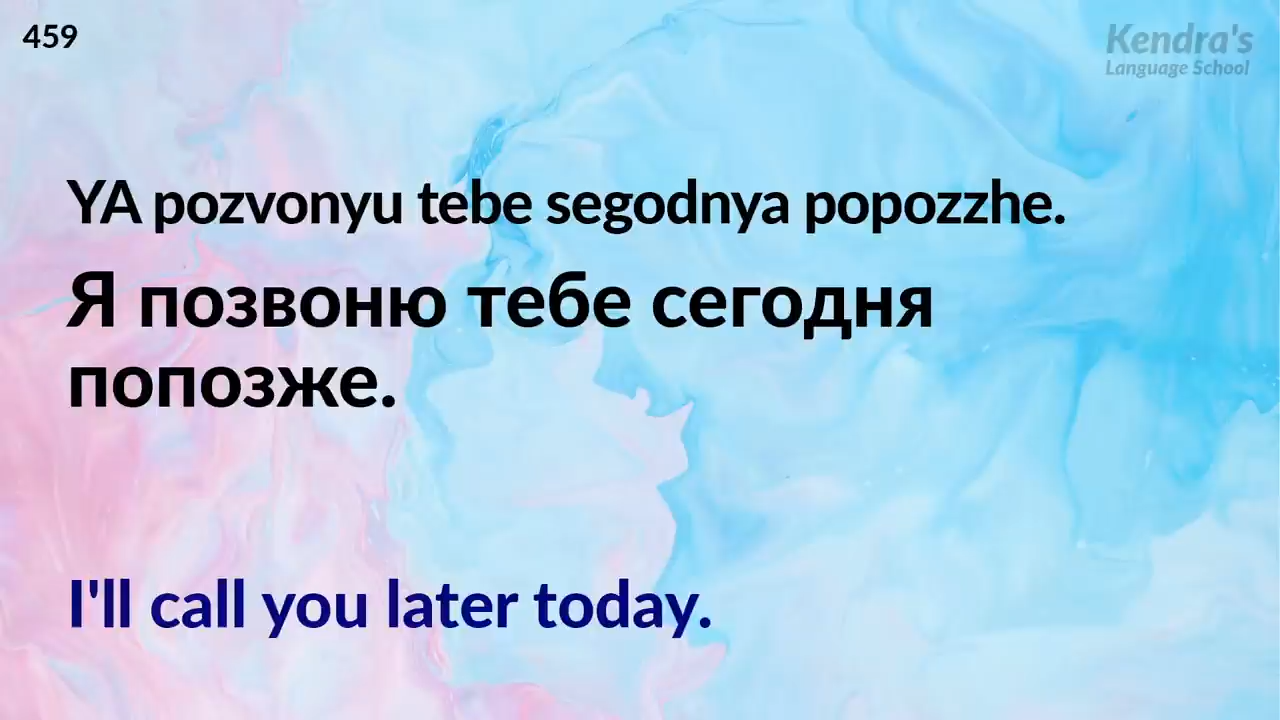 459
Kendra's
Language School
YA pozvonyu tebe segodnya popozzhe.
Я позвоню тебе сегодня
попозже.
I'll call you later today.